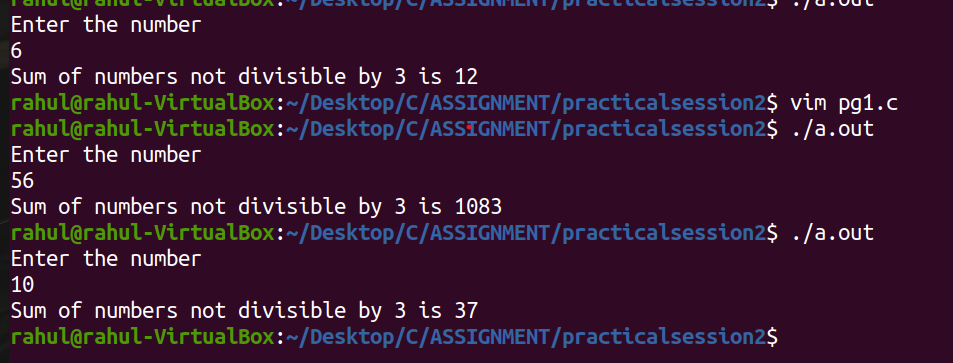 rahul@rahul-VirtualBox:~/Desktop/C/ASSIGNMENT/practicalsession2$ ./a.out
Enter the number
6
Sum of numbers not divisible by 3 is 12
rahul@rahul-VirtualBox:~/Desktop/C/ASSIGNMENT/practicalsession2$ vim pg1.c
rahul@rahul-VirtualBox:~/Desktop/C/ASSIGNMENT/practicalsession2$ ./a.out
Enter the number
56
Sum of numbers not divisible by 3 is 1083
rahul@rahul-VirtualBox:~/Desktop/C/ASSIGNMENT/practicalsession2$ ./a.out
Enter the number
10
Sum of numbers not divisible by 3 is 37
rahul@rahul-VirtualBox:~/Desktop/C/ASSIGNMENT/practicalsession2$